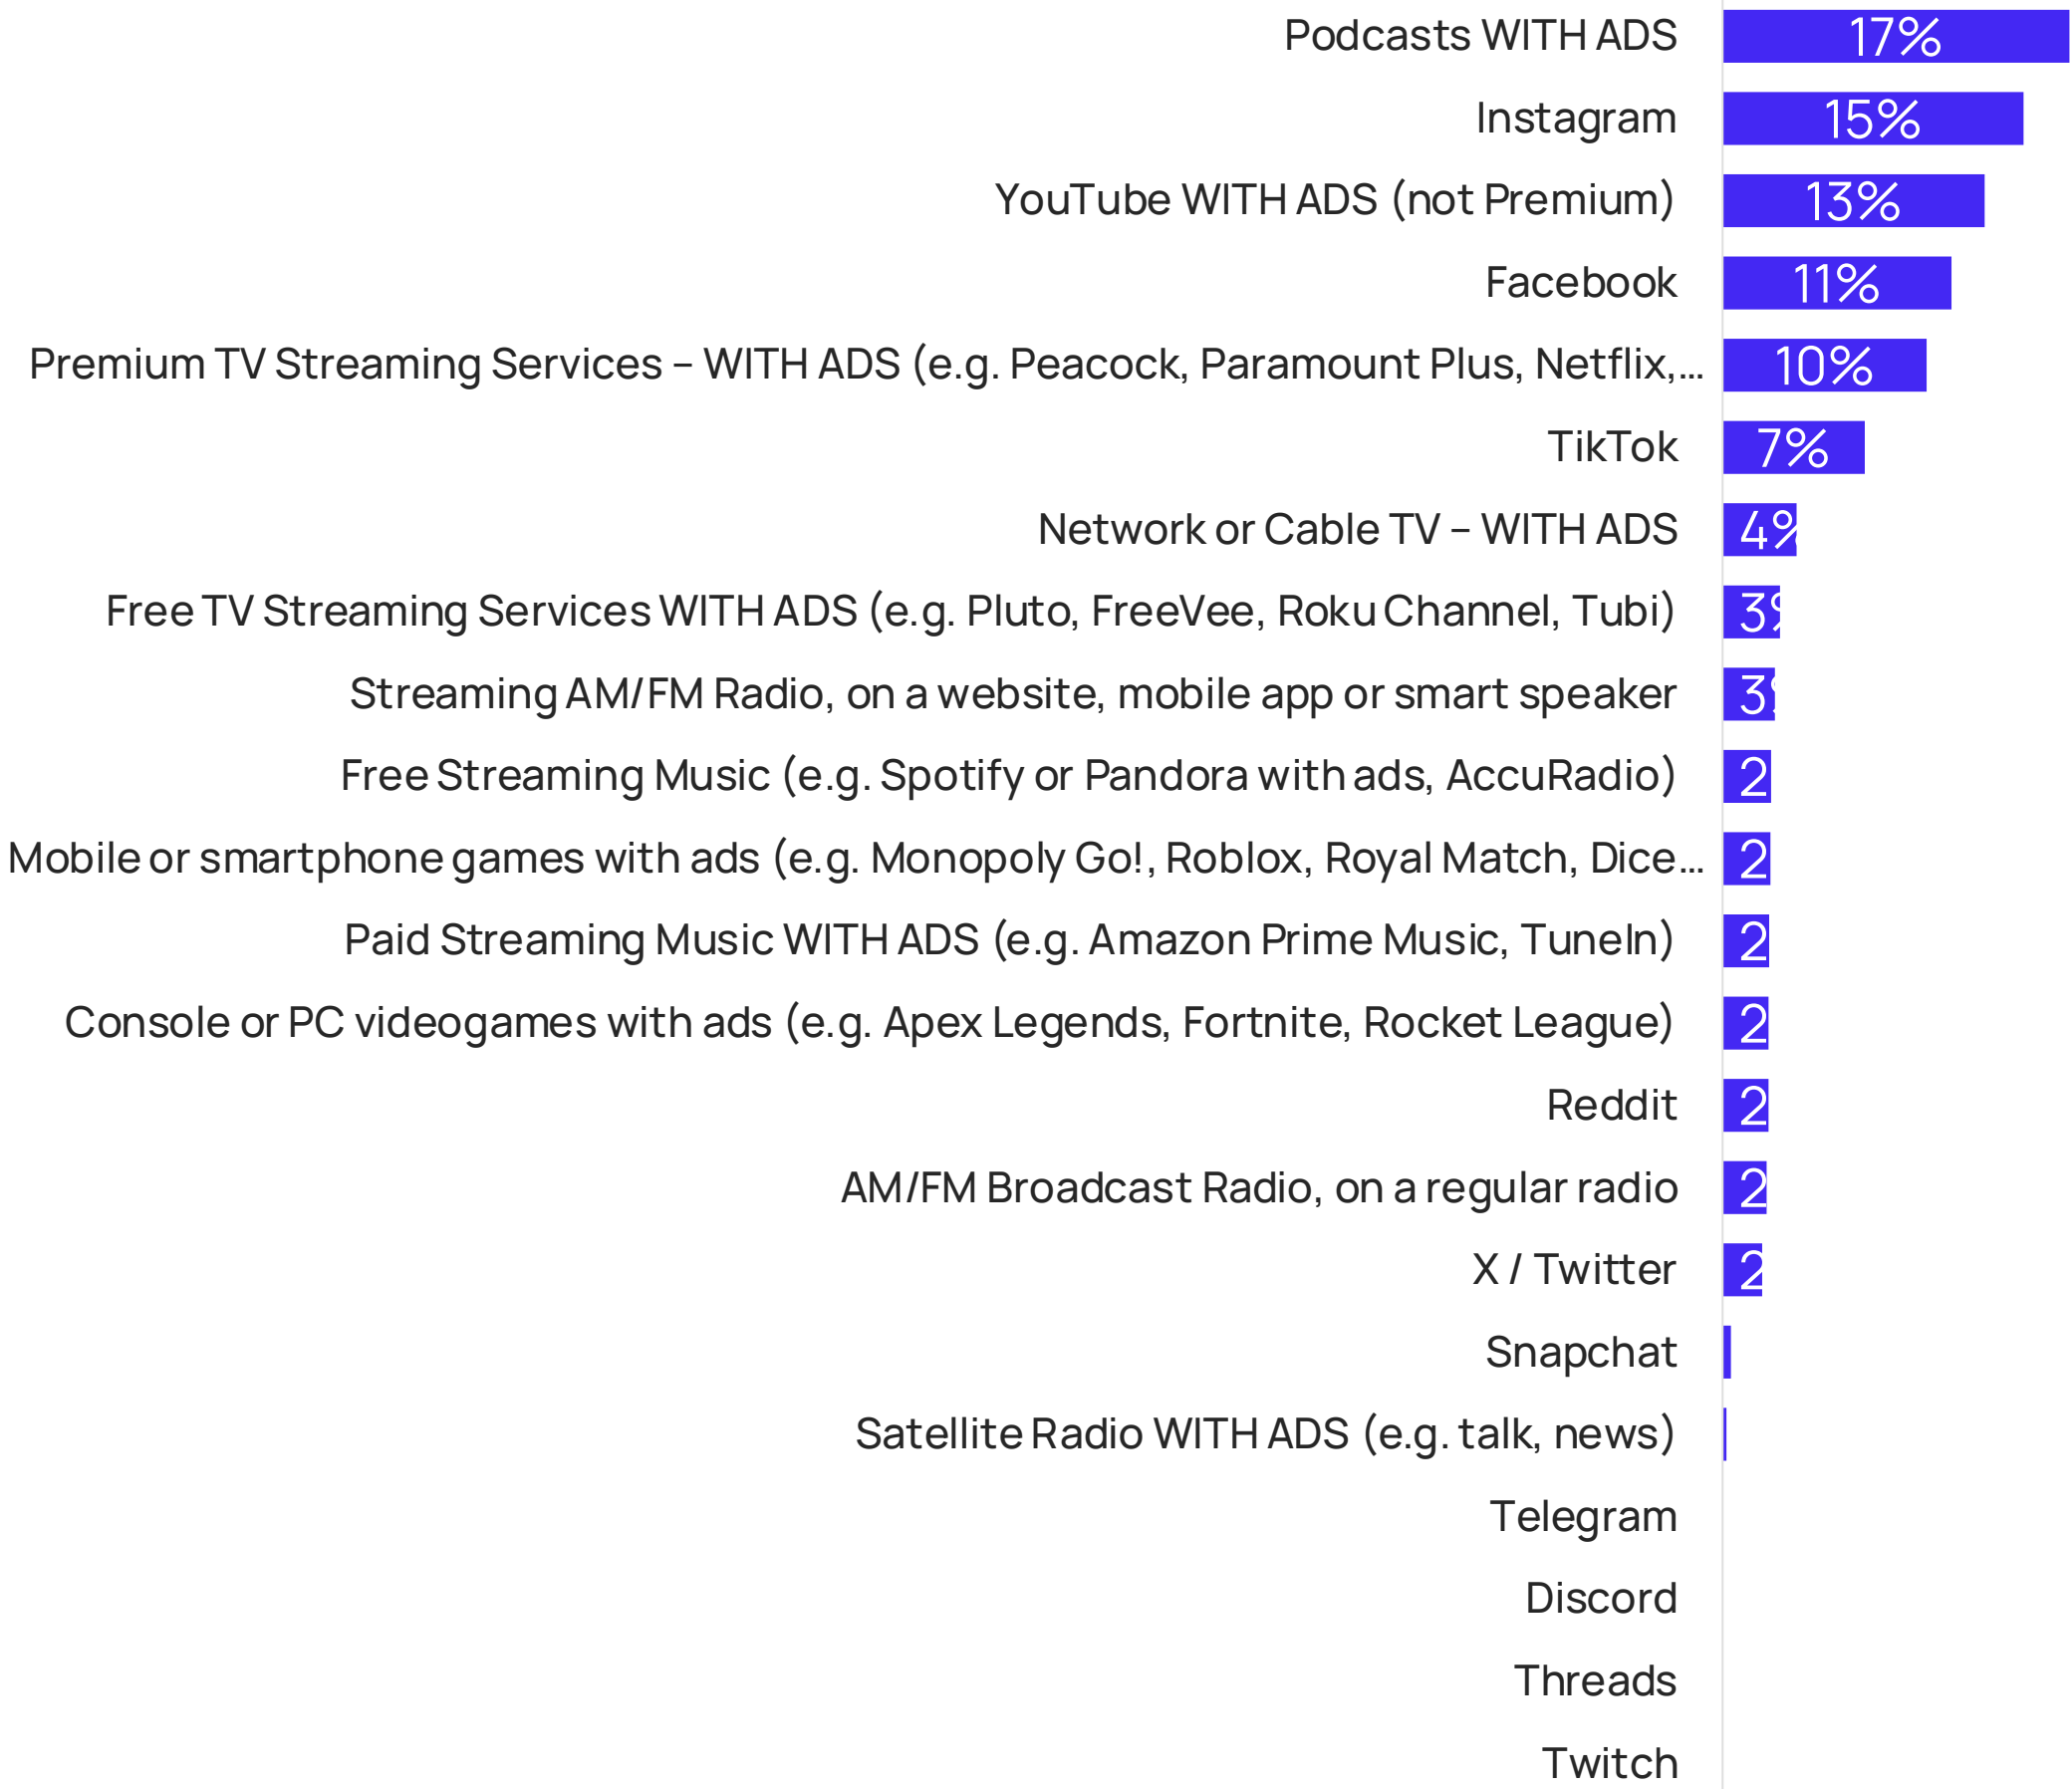 Podcasts WITH ADS 17%
Instagram 15%
YouTube WITH ADS (not Premium) 13%
Facebook 11%
Premium TV Streaming Services – WITH ADS (e.g. Peacock, Paramount Plus, Netflix,... 10%
TikTok 7%
Network or Cable TV – WITH ADS 4%
Free TV Streaming Services WITH ADS (e.g. Pluto, FreeVee, Roku Channel, Tubi) 3%
Streaming AM/FM Radio, on a website, mobile app or smart speaker 3%
Free Streaming Music (e.g. Spotify or Pandora with ads, AccuRadio) 2
Mobile or smartphone games with ads (e.g. Monopoly Go!, Roblox, Royal Match, Dice... 2
Paid Streaming Music WITH ADS (e.g. Amazon Prime Music, TuneIn) 2
Console or PC videogames with ads (e.g. Apex Legends, Fortnite, Rocket League) 2
Reddit 2
AM/FM Broadcast Radio, on a regular radio 2
X / Twitter 2
Snapchat
Satellite Radio WITH ADS (e.g. talk, news)
Telegram
Discord
Threads
Twitch